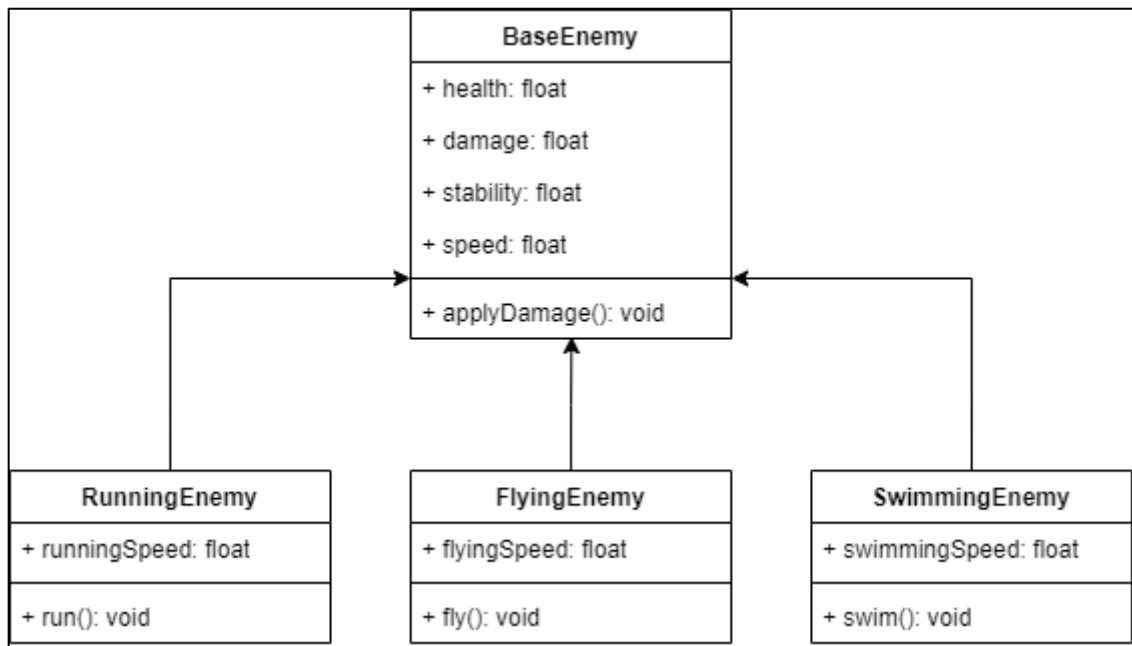 BaseEnemy
+ health: float
+ damage: float
+ stability: float
+ speed: float
+ applyDamage(): void
RunningEnemy
+ runningSpeed: float
+ run(): void
FlyingEnemy
+ flyingSpeed: float
+ fly(): void
SwimmingEnemy
+ swimmingSpeed: float
+ swim(): void